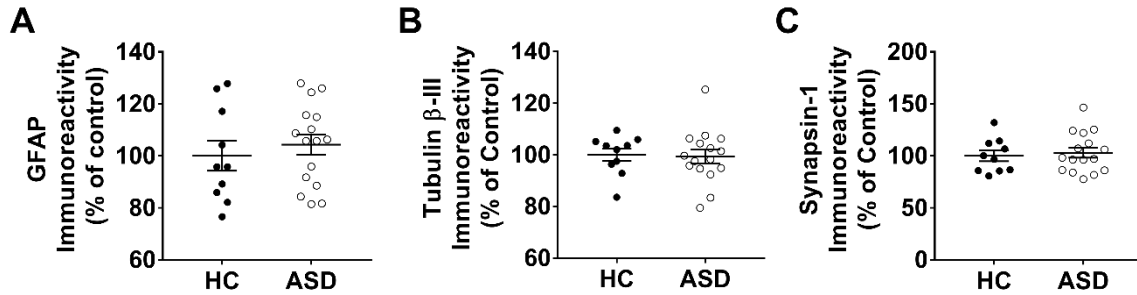 A
GFAP
Immunoreactivity
(% of control)
140
120
100
80
60
HC
ASD
B
Tubulin β-III
Immunoreactivity
(% of Control)
140
120
100
80
60
HC
ASD
C
Synapsin-1
Immunoreactivity
(% of Control)
200
150
100
50
0
HC
ASD